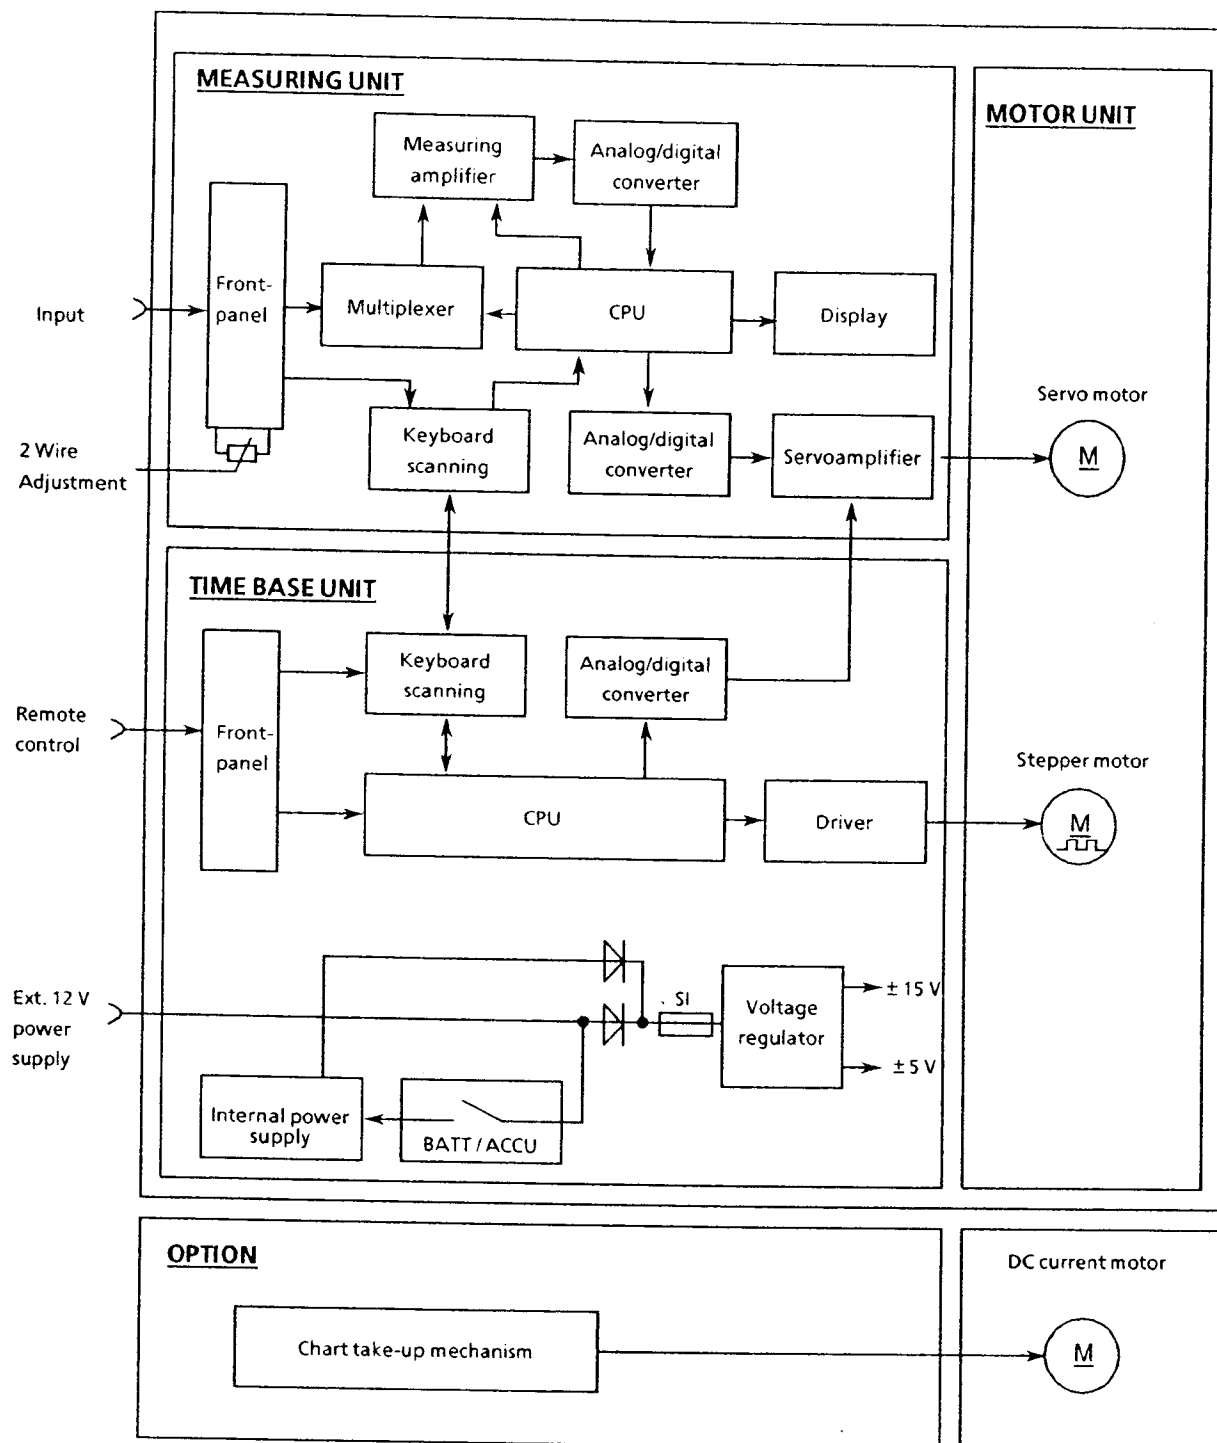 MEASURING UNIT
MOTOR UNIT
Measuring
amplifier
Analog/digital
converter
Front-
panel
Input
Multiplexer
CPU
Display
Servo motor
2 Wire
Adjustment
Keyboard
scanning
Analog/digital
converter
Servoamplifier
M
TIME BASE UNIT
Keyboard
scanning
Analog/digital
converter
Remote
control
Front-
panel
Stepper motor
CPU
Driver
M
Ext. 12 V
power
supply
SI
Voltage
regulator
± 15 V
± 5 V
Internal power
supply
BATT / ACCU
OPTION
DC current motor
Chart take-up mechanism
M